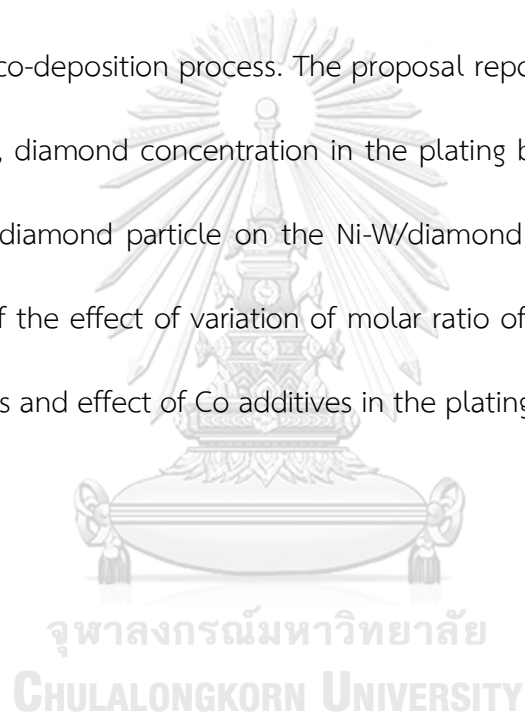 co-deposition process. The proposal repo
, diamond concentration in the plating b
diamond particle on the Ni-W/diamond
f the effect of variation of molar ratio of
s and effect of Co additives in the plating
จุฬาลงกรณ์มหาวิทยาลัย
CHULALONGKORN UNIVERSITY